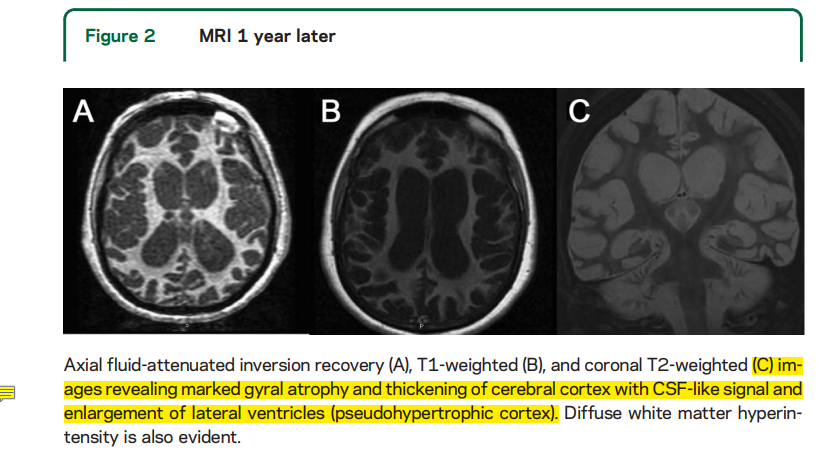 Figure 2 MRI 1 year later
A B C
P
Axial fluid-attenuated inversion recovery (A), T1-weighted (B), and coronal T2-weighted (C) im-
ages revealing marked gyral atrophy and thickening of cerebral cortex with CSF-like signal and
enlargement of lateral ventricles (pseudohypertrophic cortex). Diffuse white matter hyperin-
tensity is also evident.